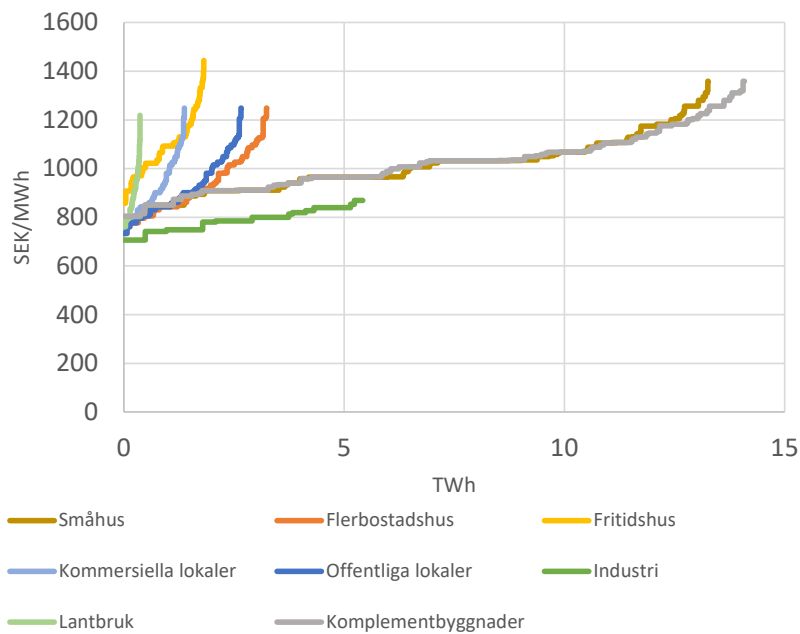 1600
1400
1200
1000
800
600
400
200
0
SEK/MWh
0 5 10 15
TWh
Småhus Flerbostadshus Fritidshus
Kommersiella lokaler Offentliga lokaler Industri
Lantbruk Komplementbyggnader